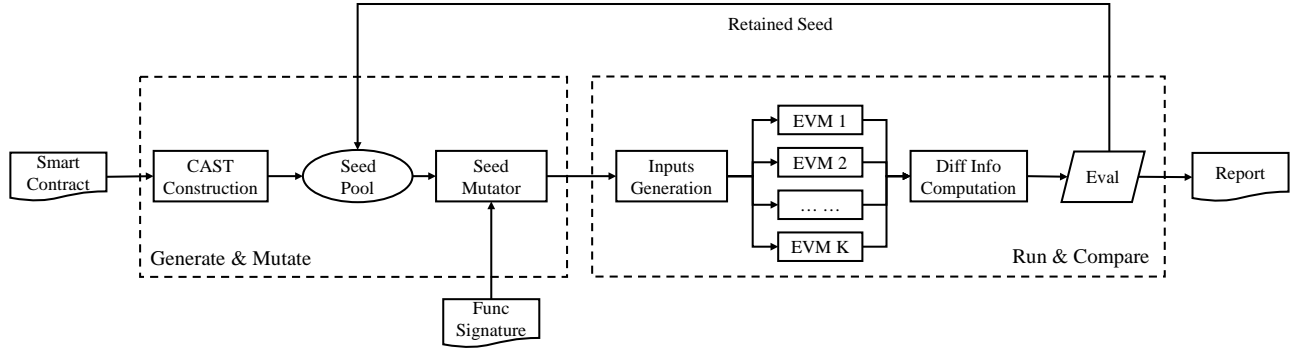 Retained Seed
Smart
Contract
CAST
Construction
Seed
Pool
Seed
Mutator
Generate & Mutate
Func
Signature
Inputs
Generation
EVM 1
EVM 2
… …
EVM K
Diff Info
Computation
Eval
Run & Compare
Report